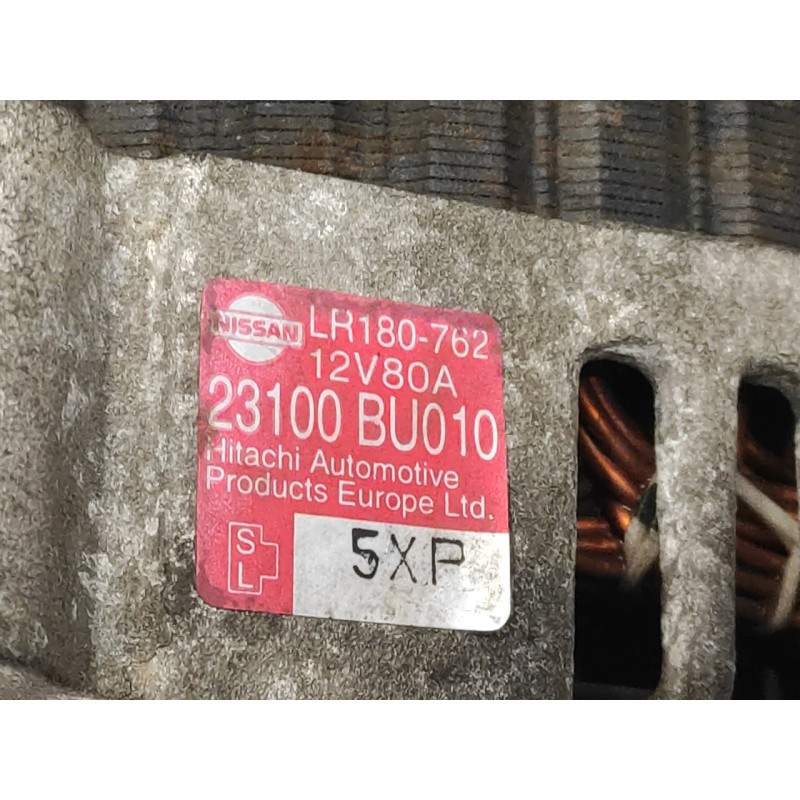 NISSAN LR180-762
12V80A
23100 BU010
Hitachi Automotive
Products Europe Ltd.
S
L
5XP